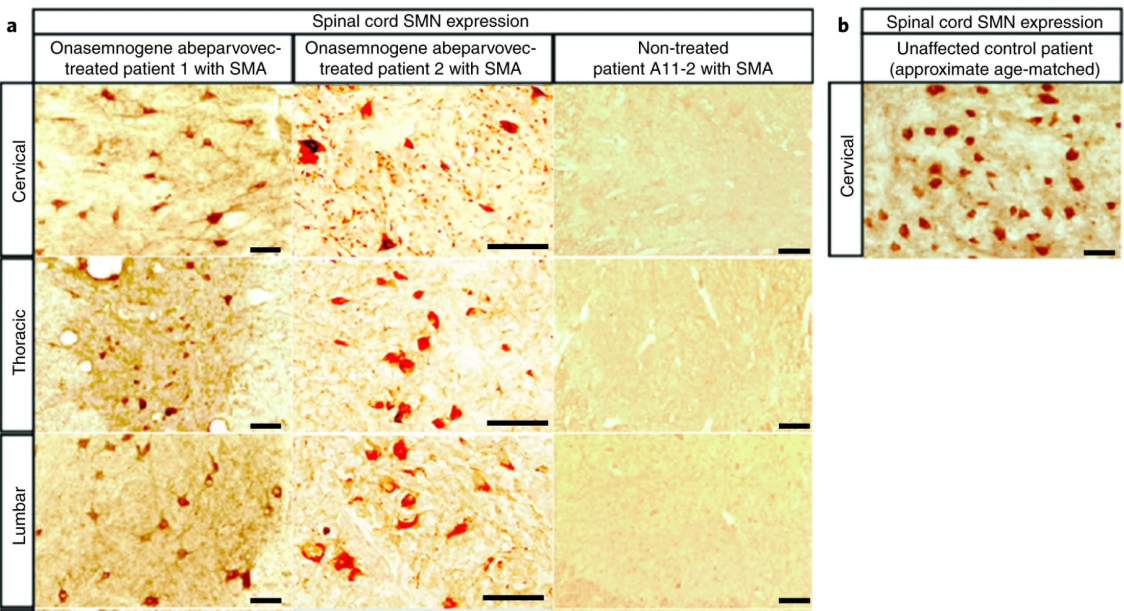 a
Spinal cord SMN expression
Onasemnogene abeparvovec-
treated patient 1 with SMA
Onasemnogene abeparvovec-
treated patient 2 with SMA
Non-treated
patient A11-2 with SMA
Cervical
Thoracic
Lumbar
b
Spinal cord SMN expression
Unaffected control patient
(approximate age-matched)
Cervical